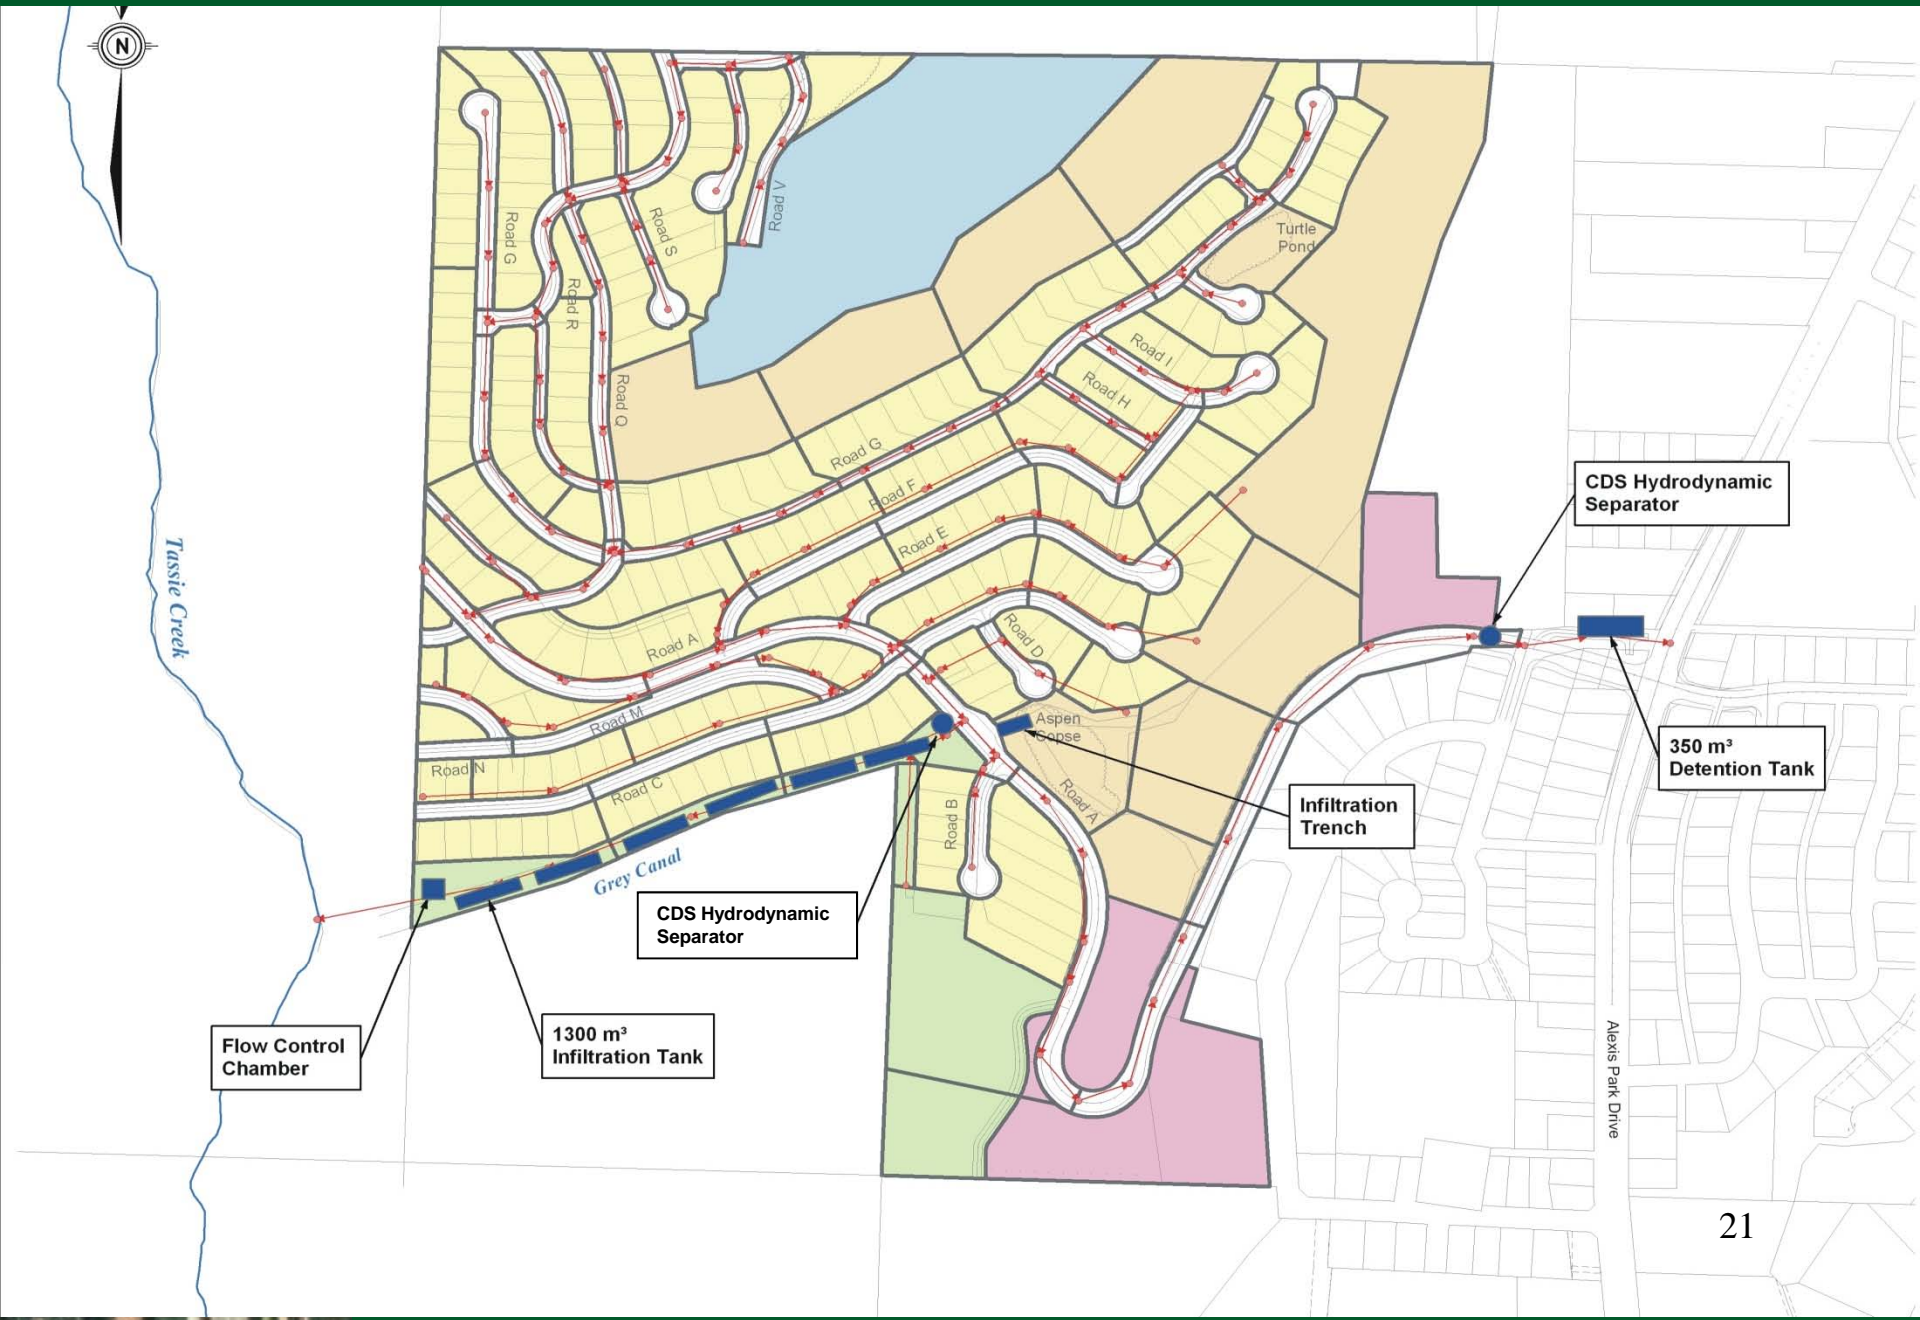 N
Road V
Road G
Road S
Turtle
Pond
Road R
Road I
Road H
Road Q
Road G
CDS Hydrodynamic
Separator
Road F
Road E
Tassie Creek
Road D
Road A
Road M
Aspen
Copse
350 m³
Detention Tank
Road N
Road C
Road A
Infiltration
Trench
Road B
Grey Canal
CDS Hydrodynamic
Separator
Flow Control
Chamber
1300 m³
Infiltration Tank
Alexis Park Drive
21